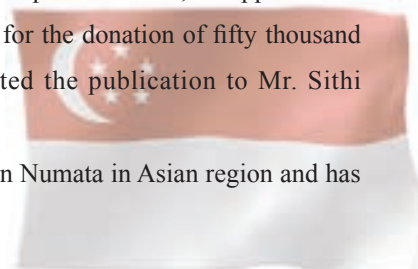 for the donation of fifty thousand
ted the publication to Mr. Sithi
n Numata in Asian region and has